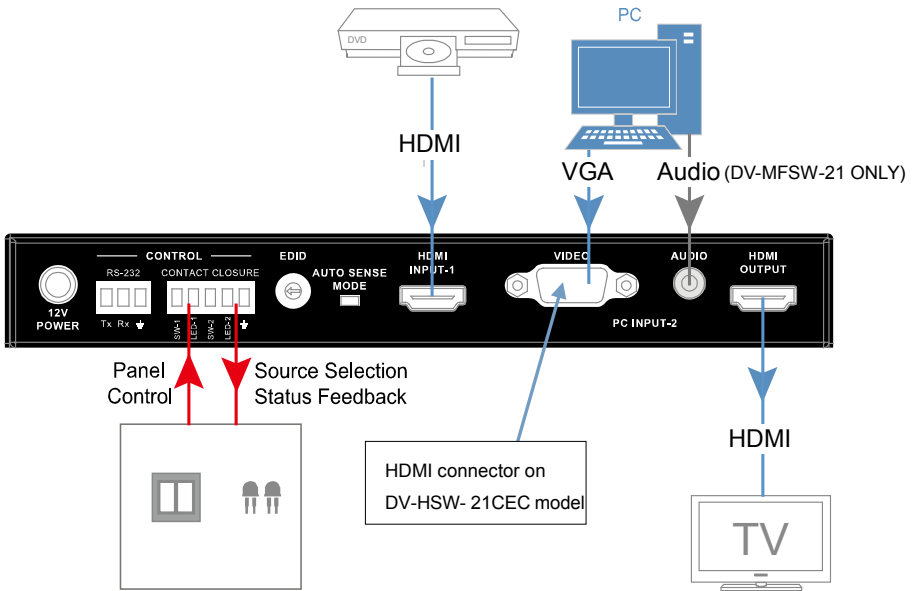 DVD
PC
HDMI
VGA
Audio (DV-MFSW-21 ONLY)
CONTROL
RS-232
CONTACT CLOSURE
EDID
AUTO SENSE
MODE
HDMI
INPUT-1
VIDEO
AUDIO
HDMI
OUTPUT
12V
POWER
Tx Rx
SW-1
LED-1
SW-2
LED-2
PC INPUT-2
Panel
Control
Source Selection
Status Feedback
HDMI connector on
DV-HSW- 21CEC model
HDMI
TV